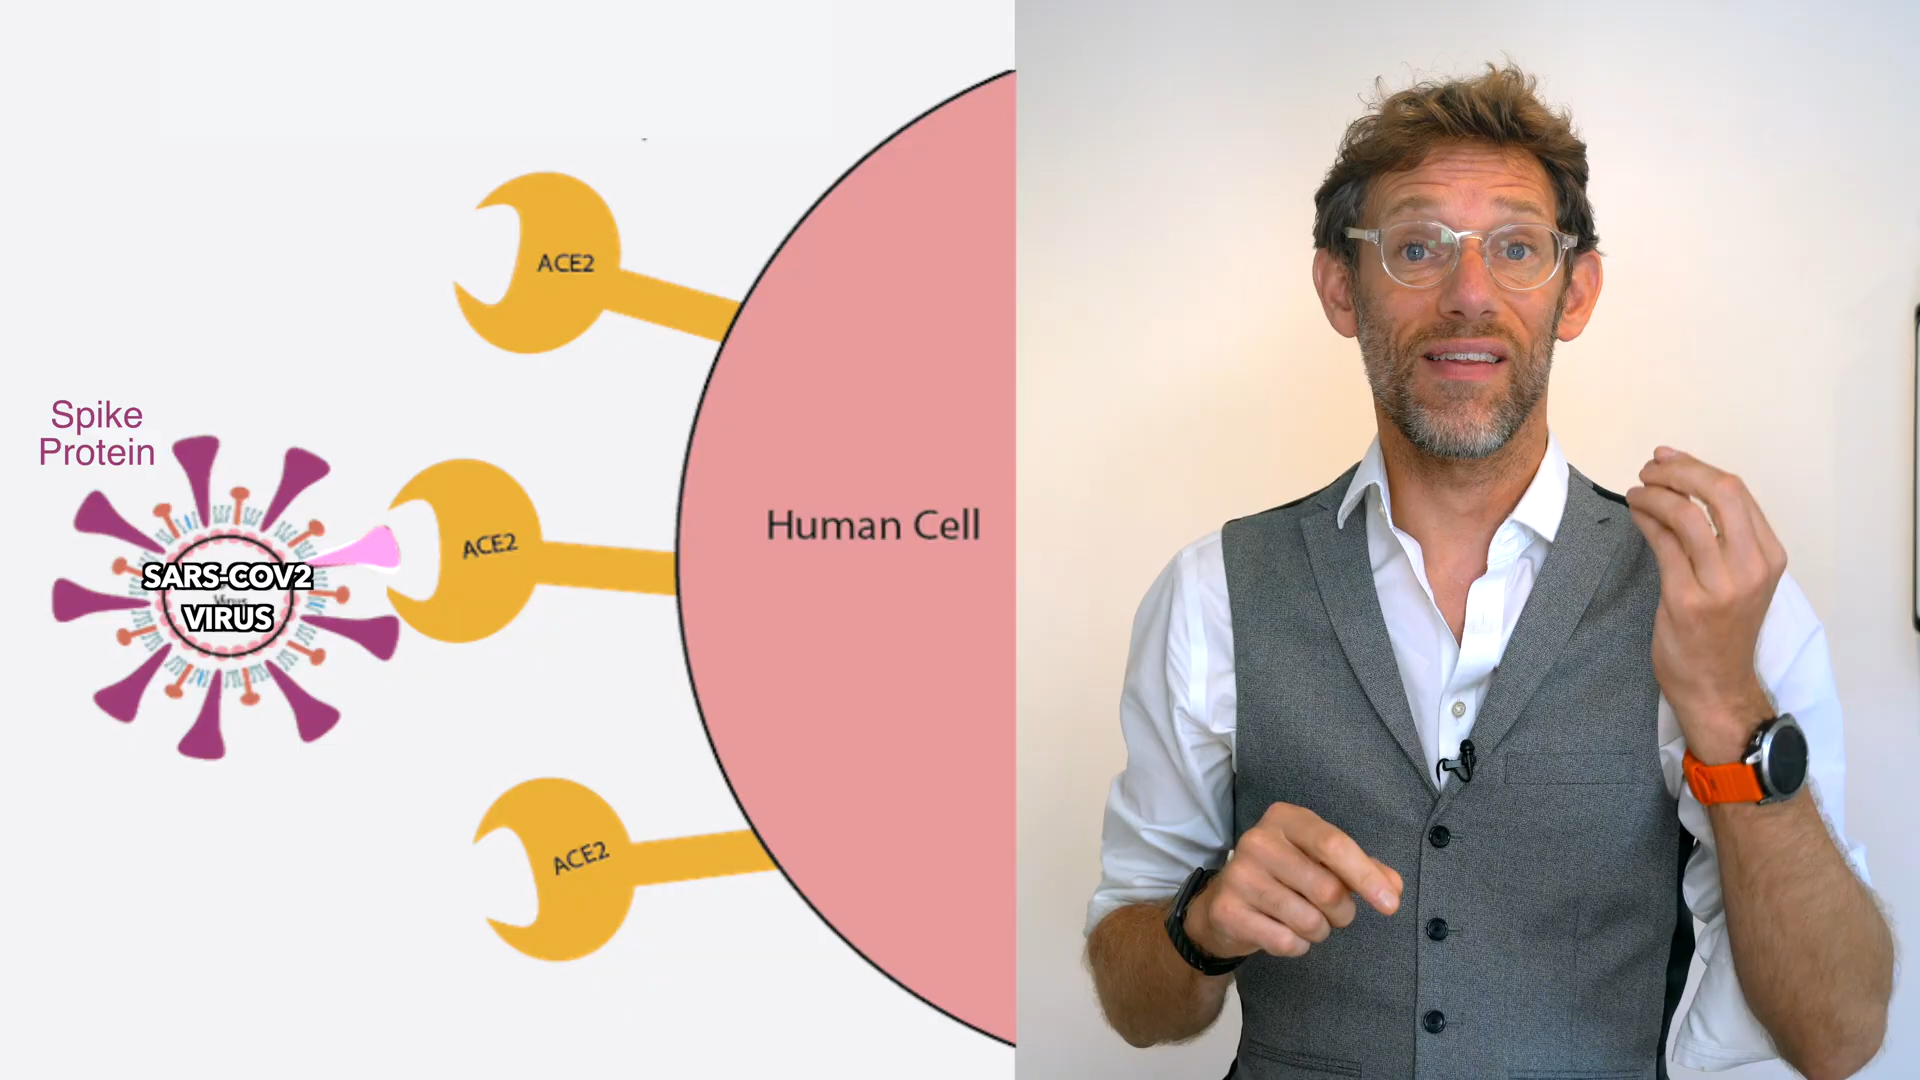 ACE2
Spike
Protein
SARS-COV2
VIRUS
ACE2
Human Cell
ACE2